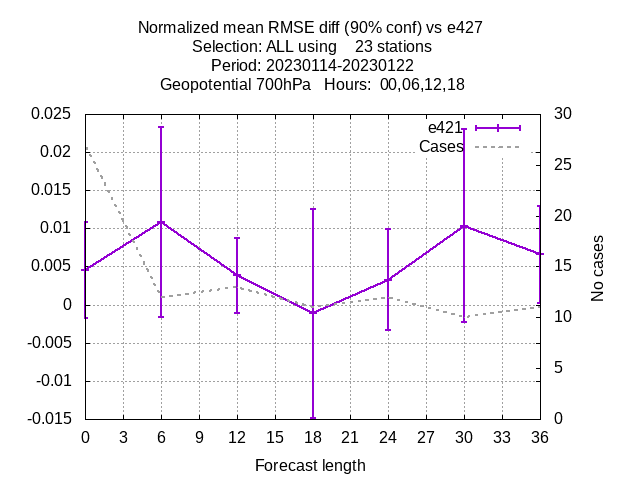 Normalized mean RMSE diff (90% conf) vs e427
Selection: ALL using    23 stations
Period: 20230114-20230122
Geopotential 700hPa   Hours:  00,06,12,18
0.025
0.02
0.015
0.01
0.005
0
-0.005
-0.01
-0.015
30
25
20
15
10
5
0
e421
Cases
No cases
0 3 6 9 12 15 18 21 24 27 30 33 36
Forecast length